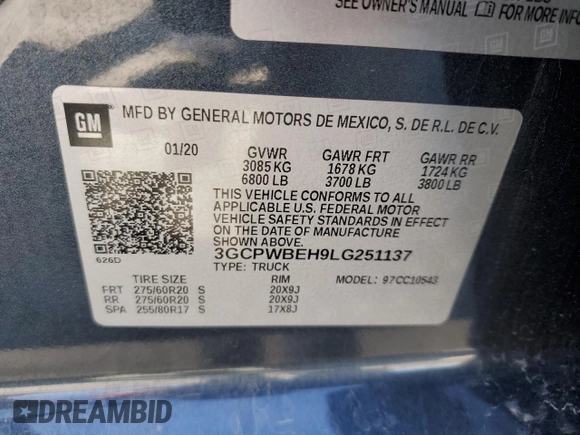 SEE OWNER'S MANUAL FOR MORE INFO
GM
MFD BY GENERAL MOTORS DE MEXICO, S. DE R.L. DE C.V.
01/20 GVWR GAWR FRT GAWR RR
3085 KG 1678 KG 1724 KG
6800 LB 3700 LB 3800 LB
THIS VEHICLE CONFORMS TO ALL
APPLICABLE U.S. FEDERAL MOTOR
VEHICLE SAFETY STANDARDS IN EFFECT
ON THE DATE OF MANUFACTURE
SHOWN ABOVE.
626D
3GCPWBEH9LG251137
TYPE: TRUCK MODEL: 97CC10543
TIRE SIZE RIM
FRT 275/60R20 S 20X9J
RR 275/60R20 S 20X9J
SPA 255/80R17 S 17X8J
DREAMBID